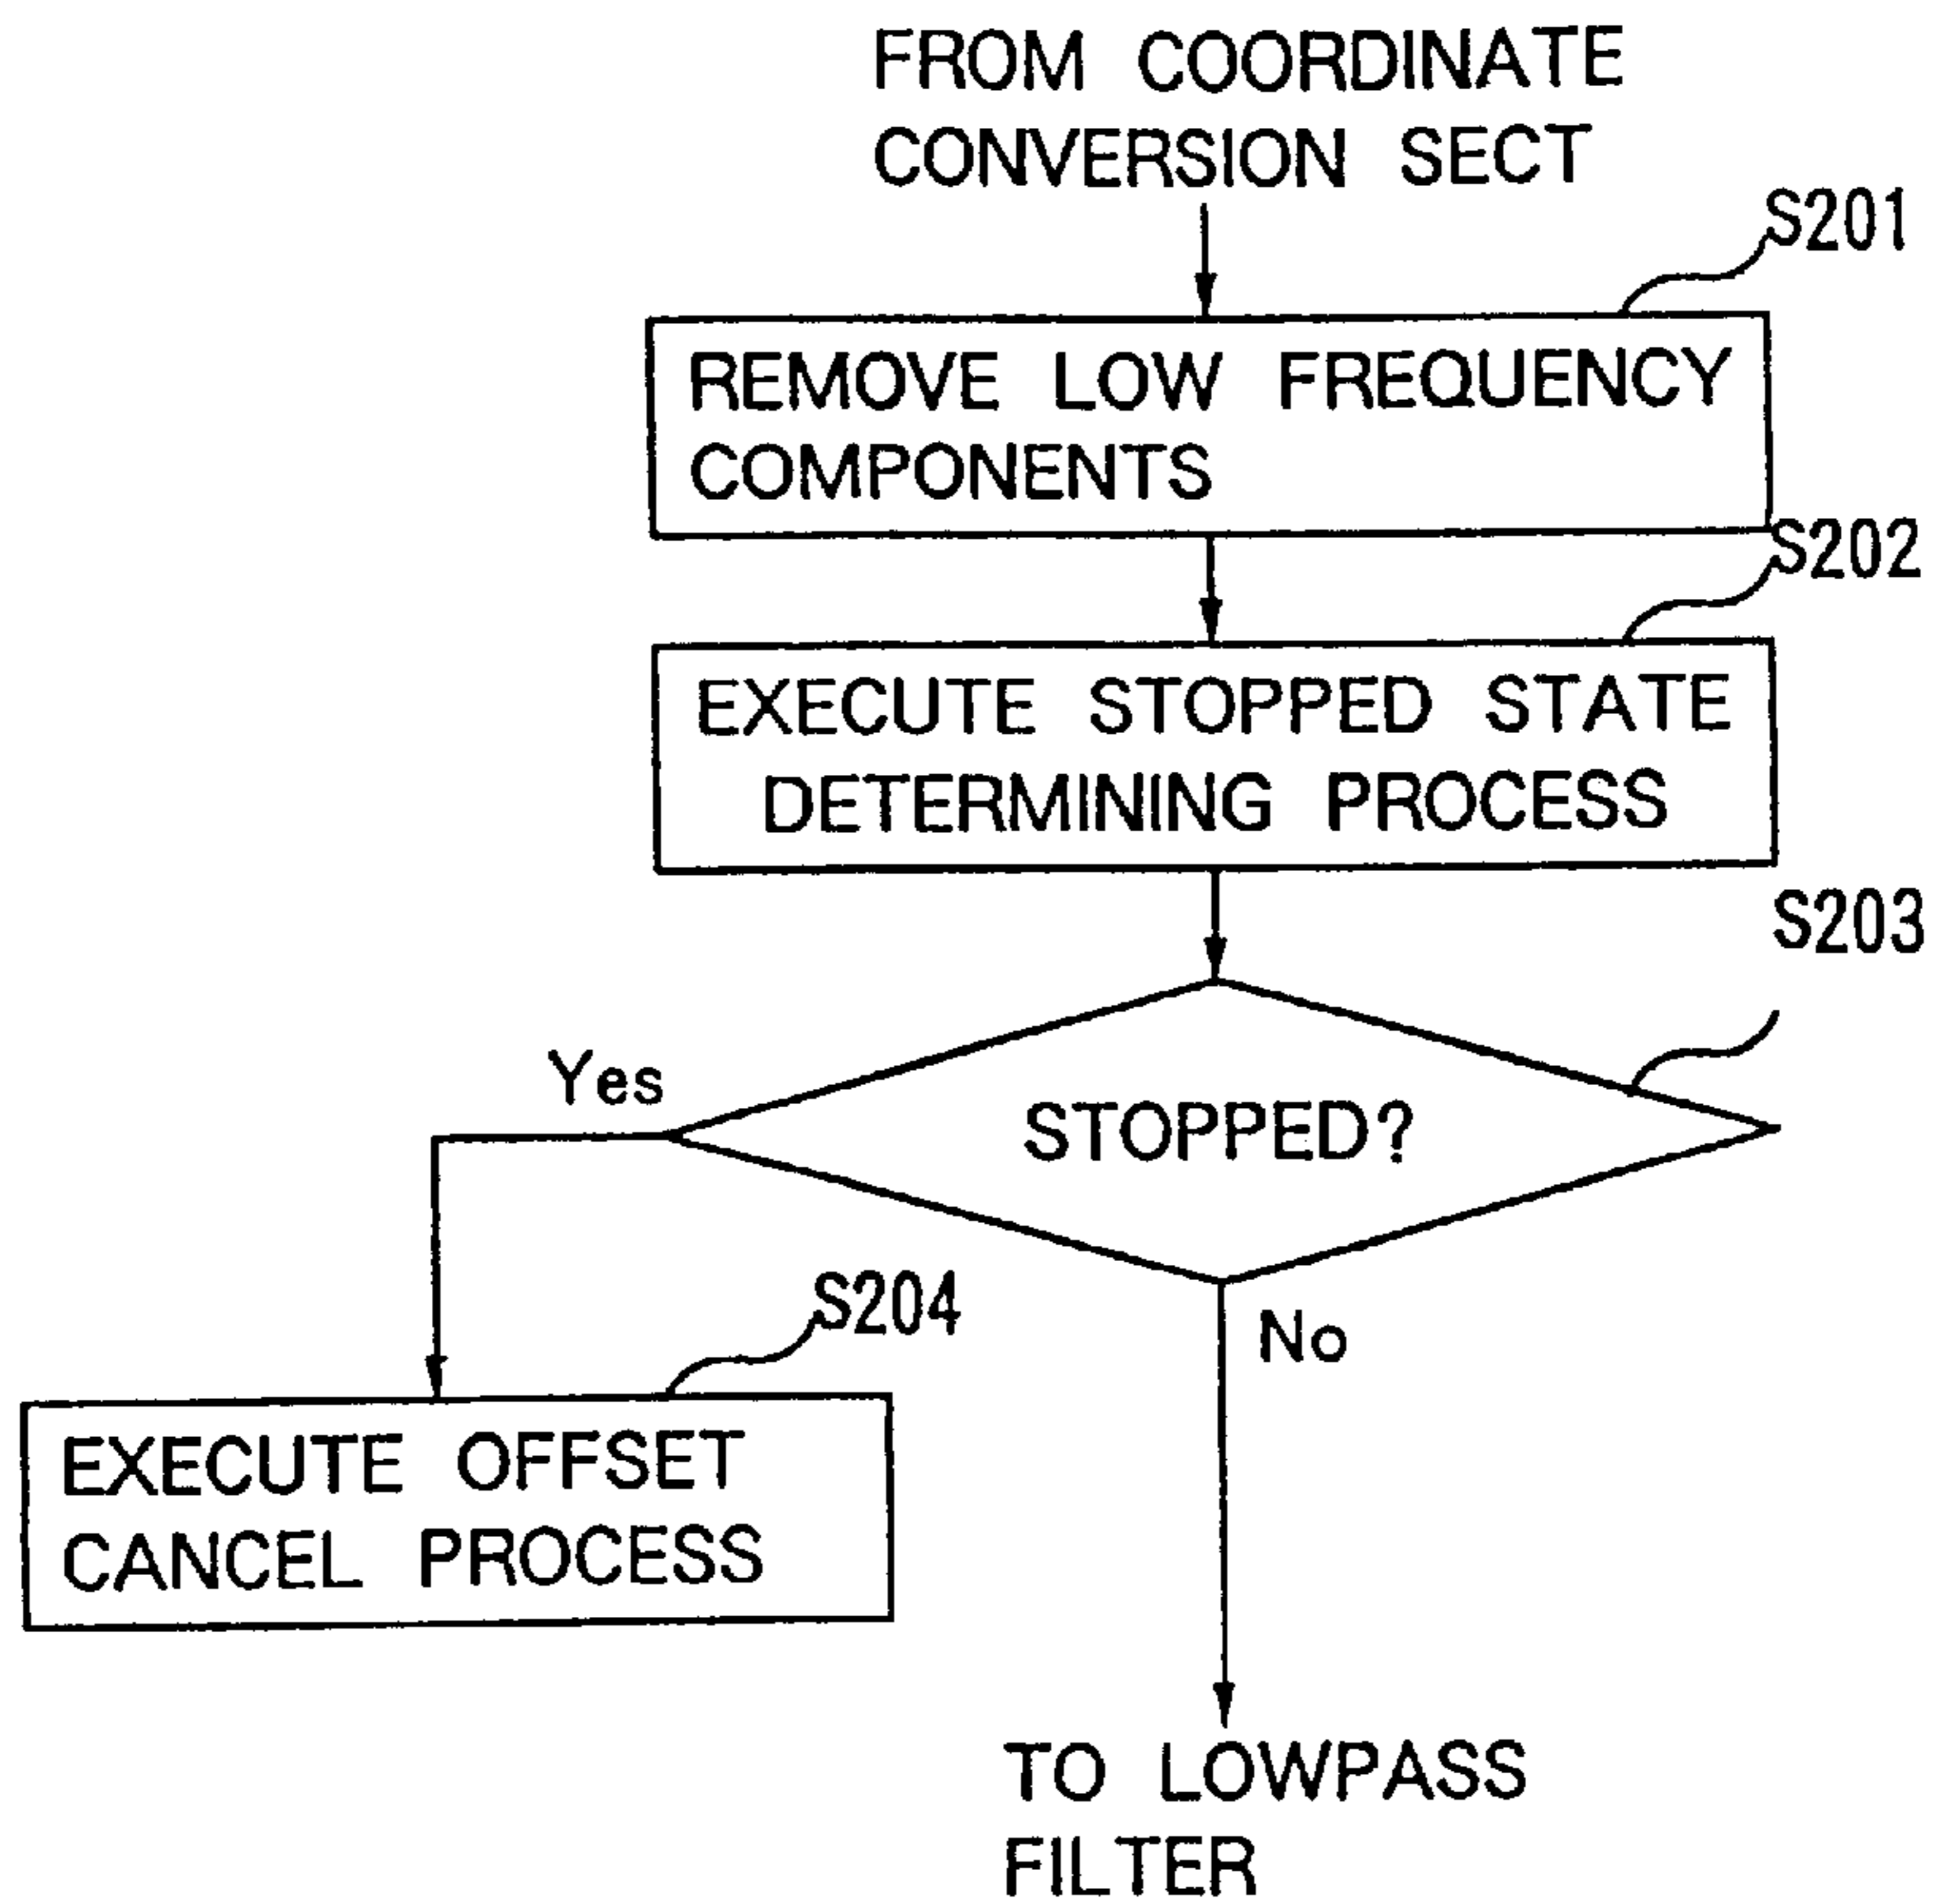 FROM COORDINATE
CONVERSION SECT
S201
REMOVE LOW FREQUENCY
COMPONENTS
S202
EXECUTE STOPPED STATE
DETERMINING PROCESS
S203
Yes
STOPPED?
S204
No
EXECUTE OFFSET
CANCEL PROCESS
TO LOWPASS
FILTER